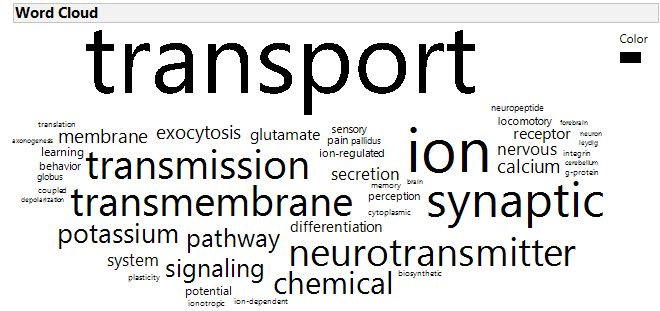 Word Cloud
transport
Color
neuropeptide
translation
locomotory forebrain
axonogeness membrane exocytosis glutamate sensory
receptor neuron
pain pallidus
nervous leydig
learning
ion-regulated
ion
integrin
behavior
transmission
secretion
calcium cerebellum
globus
g-protein
coupled
memory brain
depolarization
transmembrane
perception
synaptic
cytoplasmic
potassium pathway differentiation
neurotransmitter
system
signaling
chemical
biosynthetic
plasticity
potential
ionotropic ion-dependent